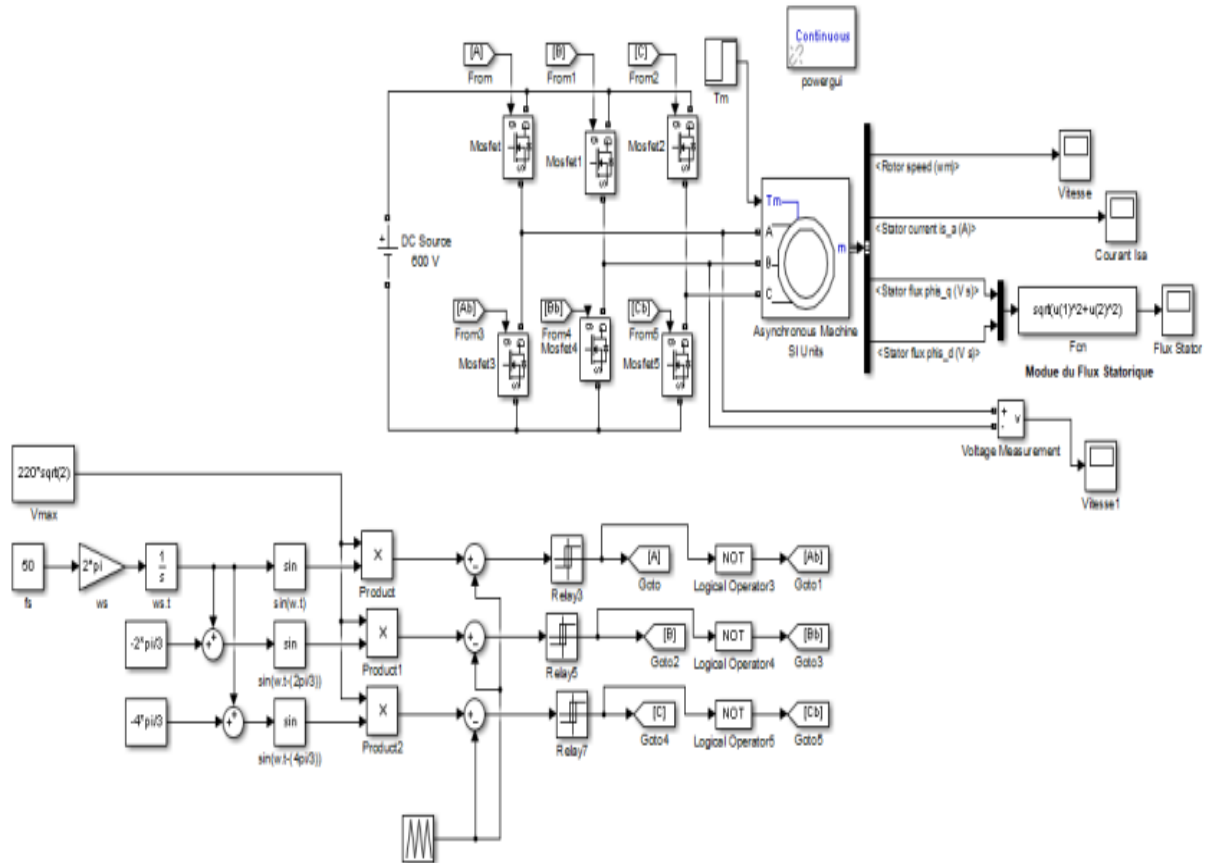 [A]
From
[B]
From1
[C]
From2
Tm
Continuous
powergui
Mosfet
g
D
S
Mosfet1
g
D
S
Mosfet2
g
D
S
+
DC Source
600 V
Tm
A
B
C
m
Asynchronous Machine
SI Units
<Rotor speed (wm)>
Vitesse
<Stator current is_a (A)>
Courant Isa
<Stator flux phis_q (V s)>
<Stator flux phis_d (V s)>
sqrt(u(1)^2+u(2)^2)
Fcn
Flux Stator
Modue du Flux Statorique
[Ab]
From3
Mosfet3
g
D
S
[Bb]
From4
Mosfet4
g
D
S
[Cb]
From5
Mosfet5
g
D
S
+
-
v
Voltage Measurement
Vitesse1
220*sqrt(2)
Vmax
fs
2*pi
ws
1
s
ws.t
sin
sin(w.t)
×
Product
+
-
Relay3
[A]
Goto
NOT
Logical Operator3
[Ab]
Goto1
-2*pi/3
+
+
sin
sin(w.t-(2pi/3))
×
Product1
+
-
Relay5
[B]
Goto2
NOT
Logical Operator4
[Bb]
Goto3
-4*pi/3
+
+
sin
sin(w.t-(4pi/3))
×
Product2
+
-
Relay7
[C]
Goto4
NOT
Logical Operator5
[Cb]
Goto5